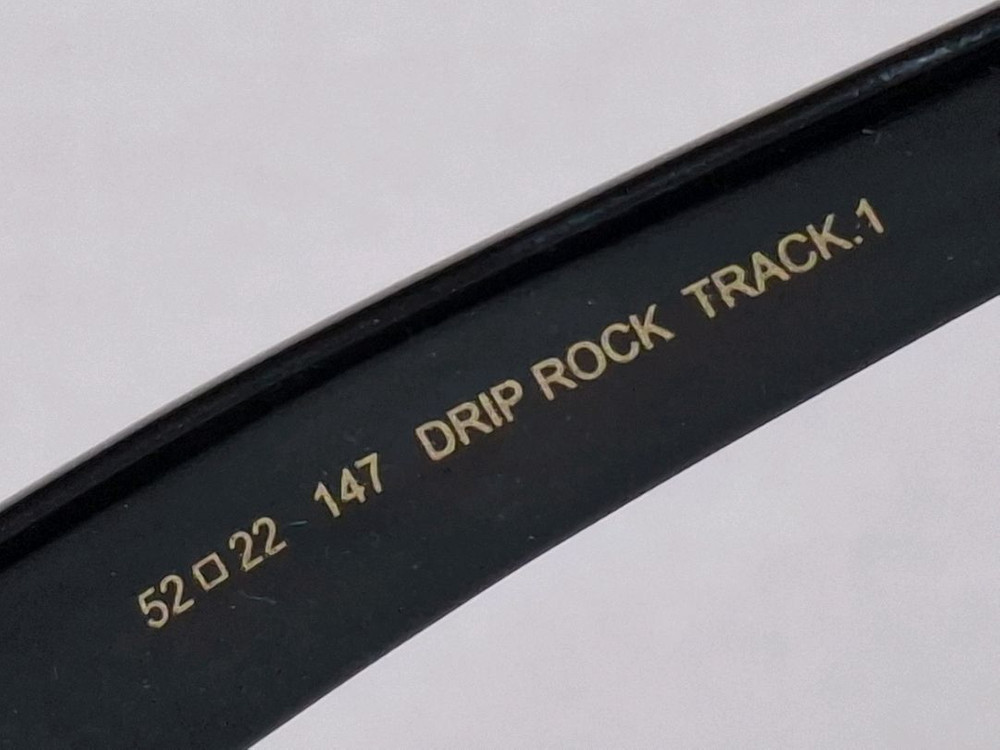 52□22 147 DRIP ROCK TRACK.1